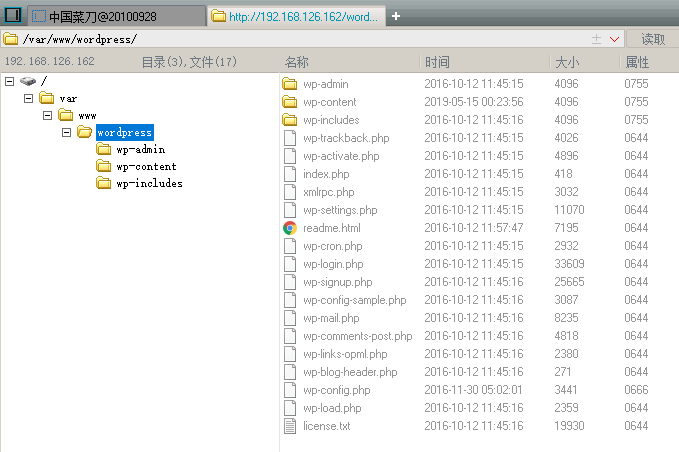 中国菜刀@20100928 http://192.168.126.162/word... +
/var/www/wordpress/ 读取
192.168.126.162 目录(3),文件(17) 名称 时间 大小 属性
/
var
www
wordpress
wp-admin
wp-content
wp-includes
wp-admin 2016-10-12 11:45:15 4096 0755
wp-content 2019-05-15 00:23:56 4096 0755
wp-includes 2016-10-12 11:45:16 4096 0755
wp-trackback.php 2016-10-12 11:45:15 4026 0644
wp-activate.php 2016-10-12 11:45:15 4896 0644
index.php 2016-10-12 11:45:15 418 0644
xmlrpc.php 2016-10-12 11:45:15 3032 0644
wp-settings.php 2016-10-12 11:45:15 11070 0644
readme.html 2016-10-12 11:57:47 7195 0644
wp-cron.php 2016-10-12 11:45:15 2932 0644
wp-login.php 2016-10-12 11:45:15 33609 0644
wp-signup.php 2016-10-12 11:45:16 25665 0644
wp-config-sample.php 2016-10-12 11:45:16 3087 0644
wp-mail.php 2016-10-12 11:45:16 8235 0644
wp-comments-post.php 2016-10-12 11:45:16 4818 0644
wp-links-opml.php 2016-10-12 11:45:16 2380 0644
wp-blog-header.php 2016-10-12 11:45:16 271 0644
wp-config.php 2016-11-30 05:02:01 3441 0666
wp-load.php 2016-10-12 11:45:16 2359 0644
license.txt 2016-10-12 11:45:16 19930 0644